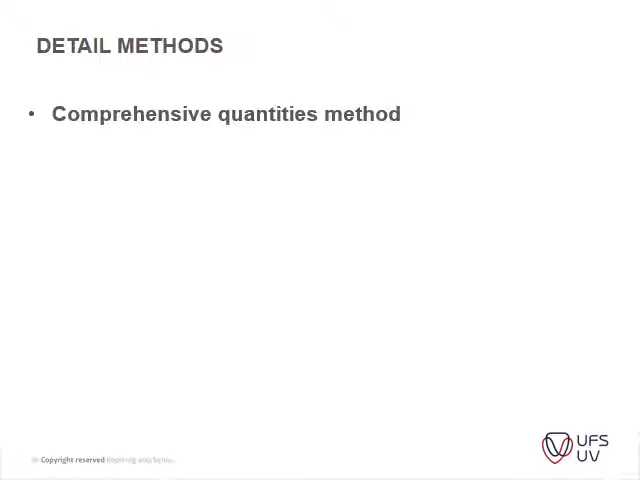 DETAIL METHODS
• Comprehensive quantities method
Copyright reserved
UFS
UV